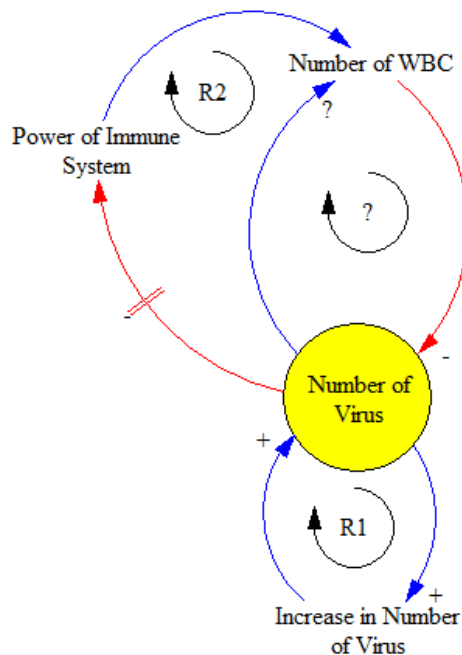 Number of WBC
R2
?
Power of Immune
System
?
-
-
Number of
Virus
+
R1
+
Increase in Number
of Virus